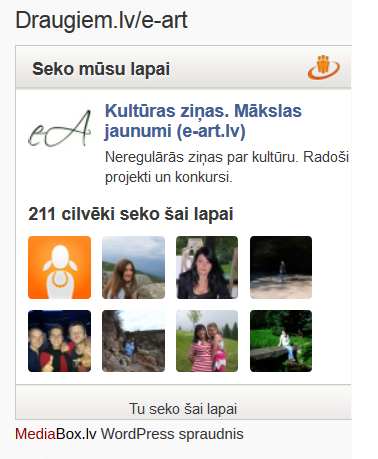 Draugiem.lv/e-art
Seko mūsu lapai
eA
Kultūras ziņas. Mākslas
jaunumi (e-art.lv)
Neregulārās ziņas par kultūru. Radoši
projekti un konkursi.
211 cilvēki seko šai lapai
Tu seko šai lapai
MediaBox.lv WordPress spraudnis